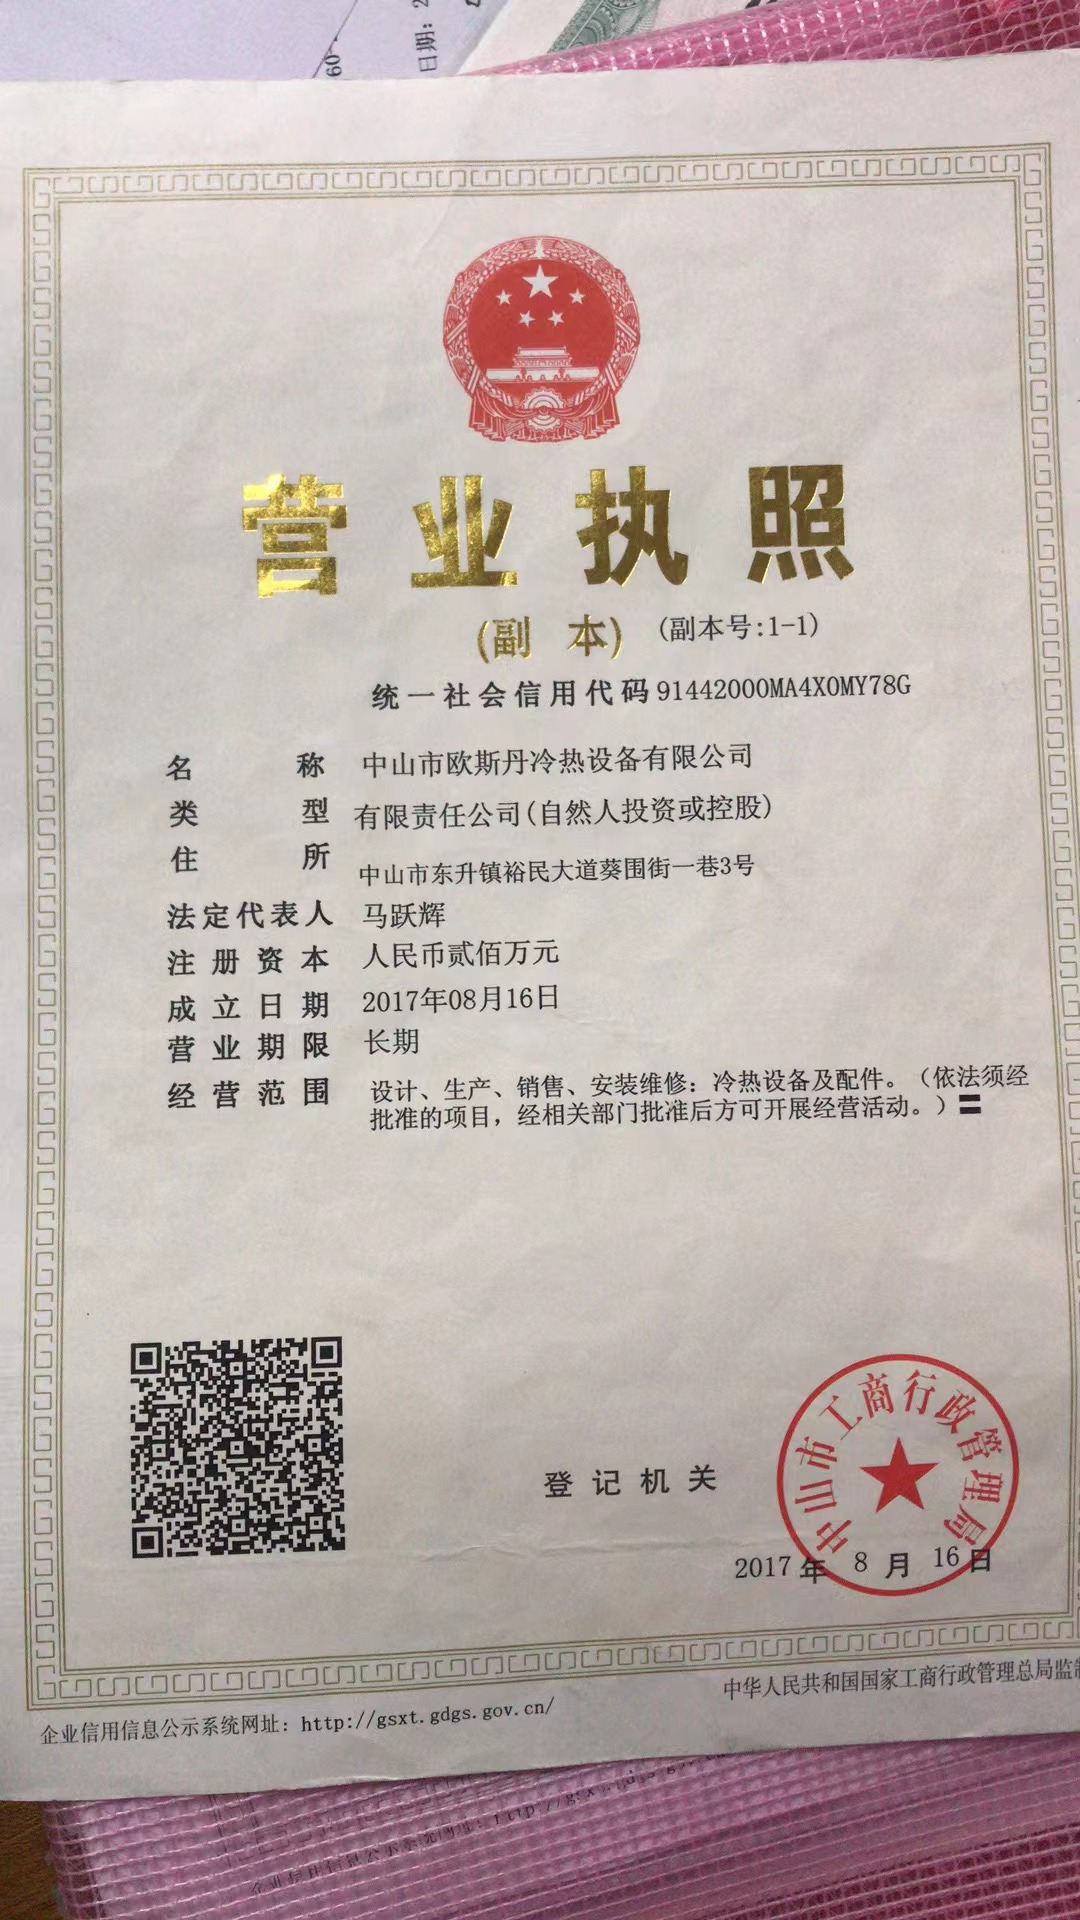 60
日期: 2
营业执照
(副 本) (副本号:1-1)
统一社会信用代码91442000MA4X0MY78G
名称 中山市欧斯丹冷热设备有限公司
类型 有限责任公司(自然人投资或控股)
住所 中山市东升镇裕民大道葵围街一巷3号
法定代表人 马跃辉
注册资本 人民币贰佰万元
成立日期 2017年08月16日
营业期限 长期
经营范围 设计、生产、销售、安装维修：冷热设备及配件。（依法须经
批准的项目，经相关部门批准后方可开展经营活动。）〓
登记机关
中山市工商行政管理局
2017 年 8 月 16 日
中华人民共和国国家工商行政管理总局监制
企业信用信息公示系统网址：http://gsxt.gdgs.gov.cn/